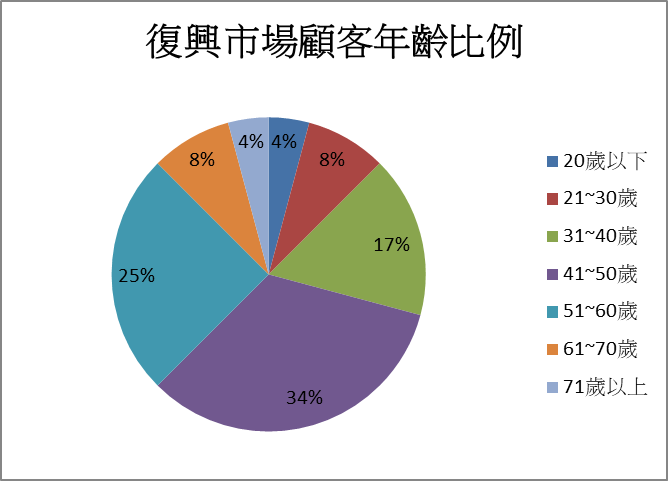 復興市場顧客年齡比例
4%
8%
17%
34%
25%
8%
4%
20歲以下
21~30歲
31~40歲
41~50歲
51~60歲
61~70歲
71歲以上